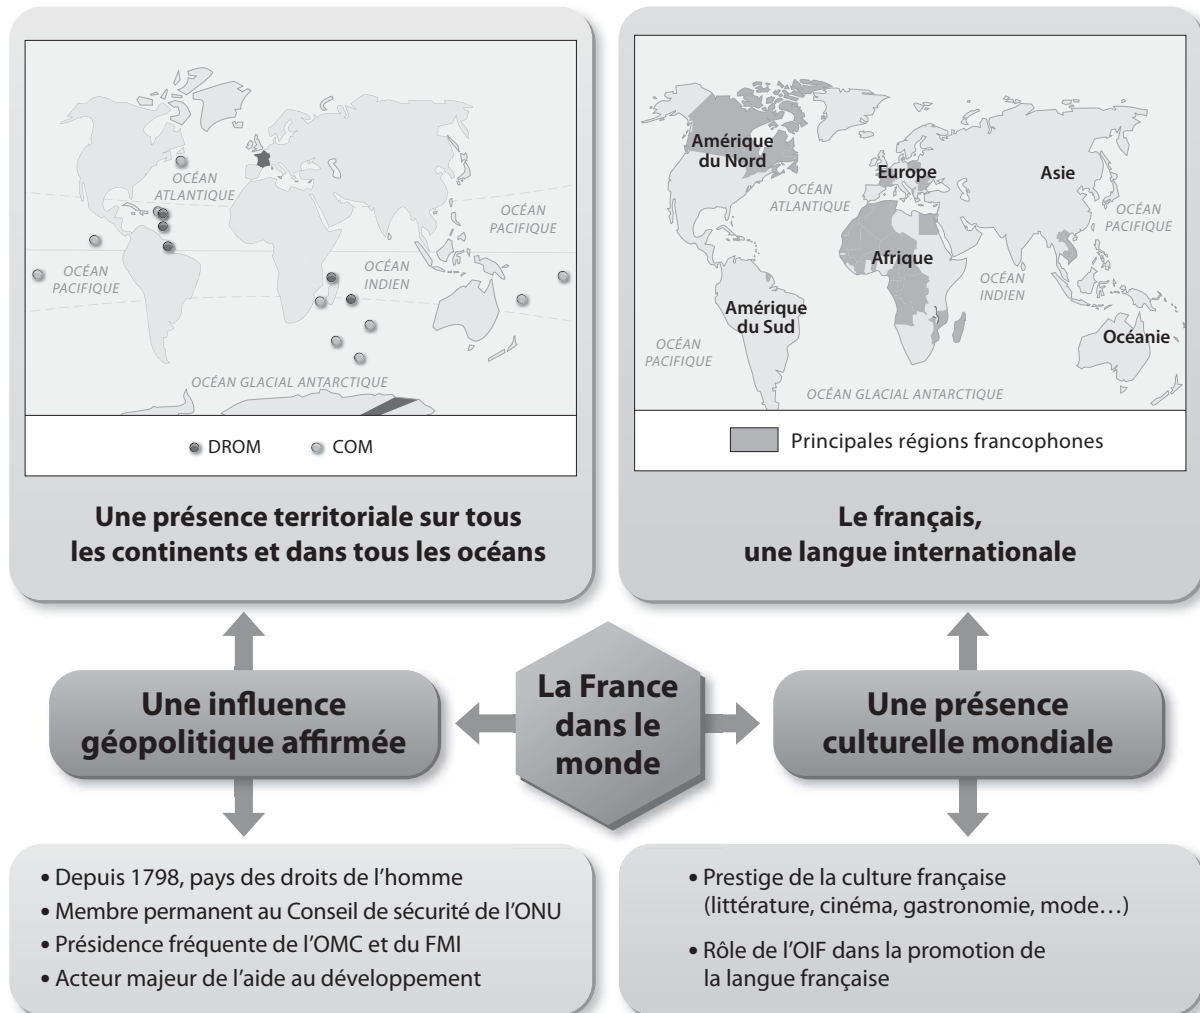 OCÉAN
ATLANTIQUE
OCÉAN
PACIFIQUE
OCÉAN
PACIFIQUE
OCÉAN
INDIEN
OCÉAN GLACIAL ANTARCTIQUE
DROM
COM
Une présence territoriale sur tous
les continents et dans tous les océans
Amérique
du Nord
Europe
Asie
OCÉAN
ATLANTIQUE
OCÉAN
PACIFIQUE
Afrique
OCÉAN
INDIEN
Amérique
du Sud
Océanie
OCÉAN
PACIFIQUE
OCÉAN GLACIAL ANTARCTIQUE
Principales régions francophones
Le français,
une langue internationale
Une influence
géopolitique affirmée
La France
dans le
monde
Une présence
culturelle mondiale
• Depuis 1798, pays des droits de l’homme
• Membre permanent au Conseil de sécurité de l’ONU
• Présidence fréquente de l’OMC et du FMI
• Acteur majeur de l’aide au développement
• Prestige de la culture française
(littérature, cinéma, gastronomie, mode…)
• Rôle de l’OIF dans la promotion de
la langue française